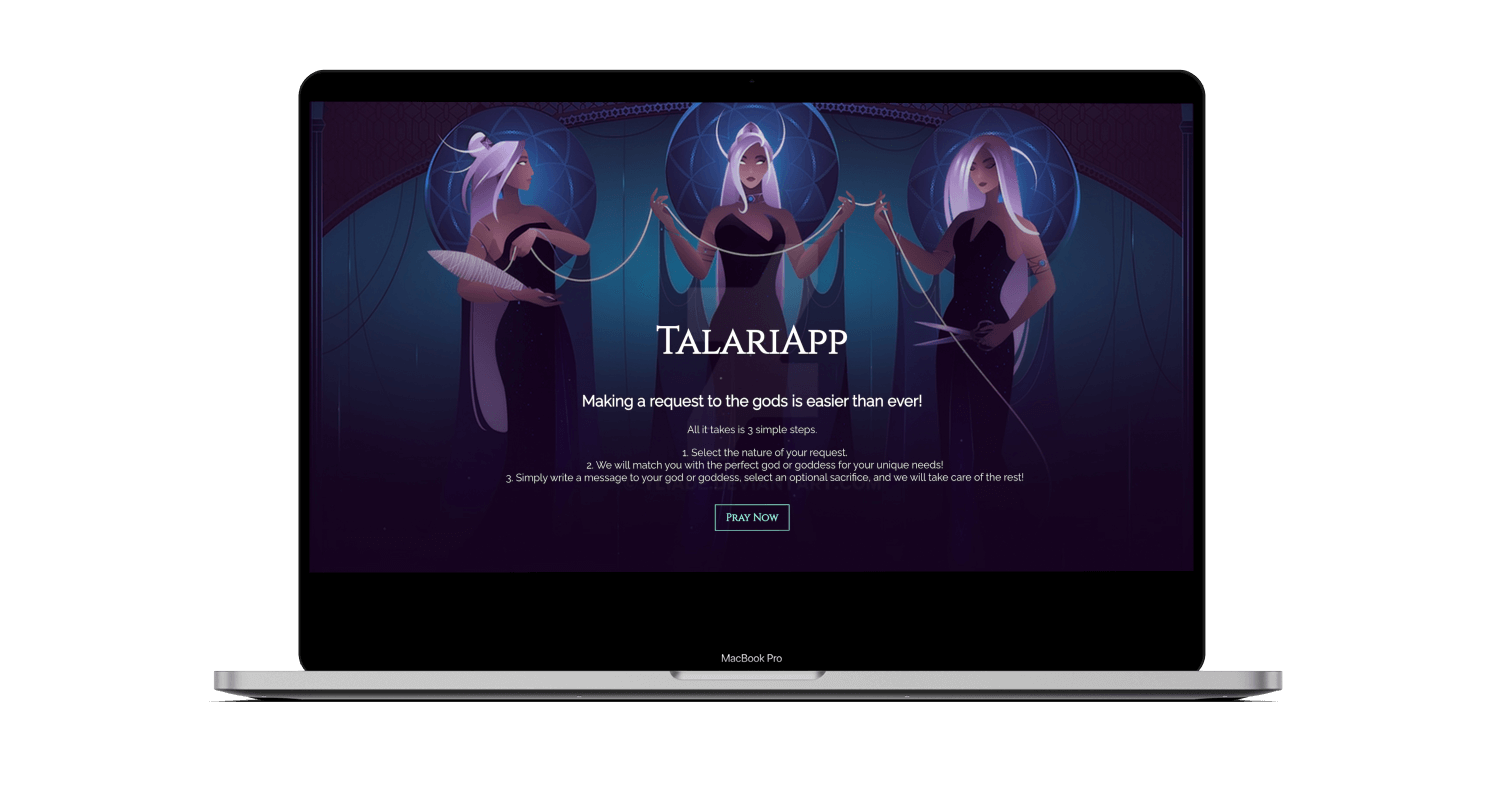 TalariApp
Making a request to the gods is easier than ever!
All it takes is 3 simple steps.
1. Select the nature of your request.
2. We will match you with the perfect god or goddess for your unique needs!
3. Simply write a message to your god or goddess, select an optional sacrifice, and we will take care of the rest!
Pray Now
MacBook Pro